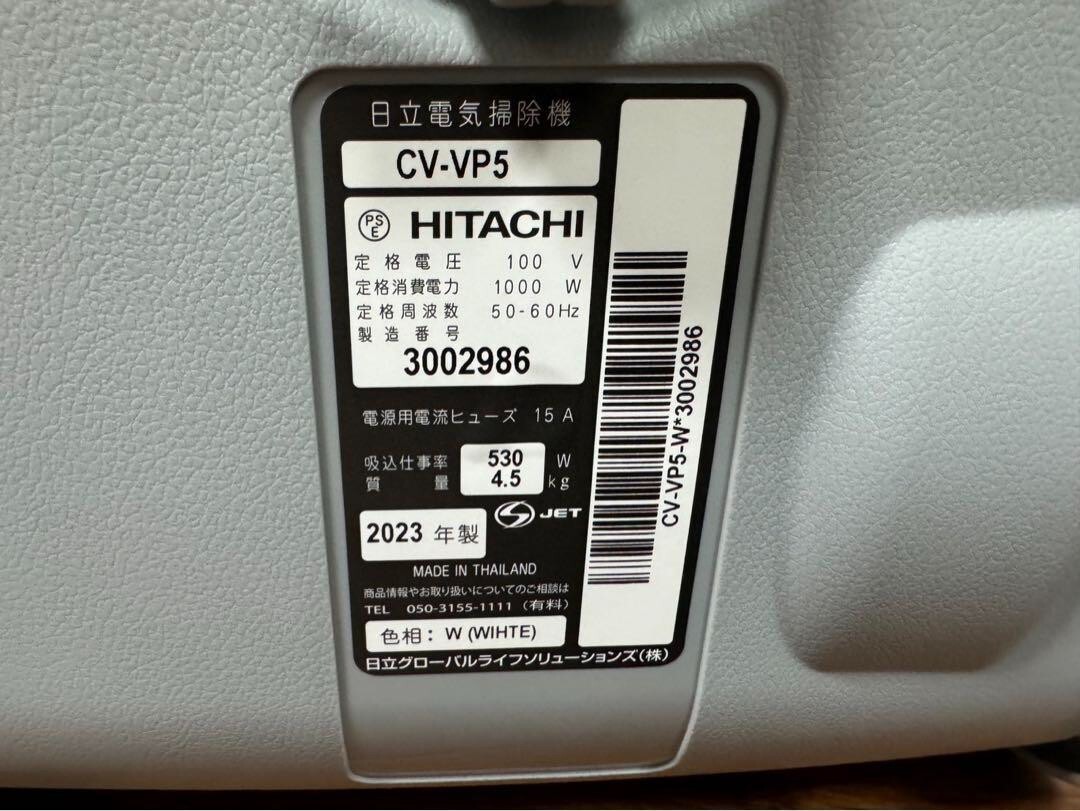 日立電気掃除機
CV-VP5
PSE HITACHI
定格電圧 100 V
定格消費電力 1000 W
定格周波数 50-60Hz
製造番号
3002986
電源用電流ヒューズ 15 A
吸込仕事率 530 W
質量 4.5 kg
S JET
2023 年製
MADE IN THAILAND
商品情報やお取り扱いについてのご相談は
TEL 050-3155-1111 (有料)
色相: W (WIHTE)
日立グローバルライフソリューションズ(株)
CV-VP5-W*3002986